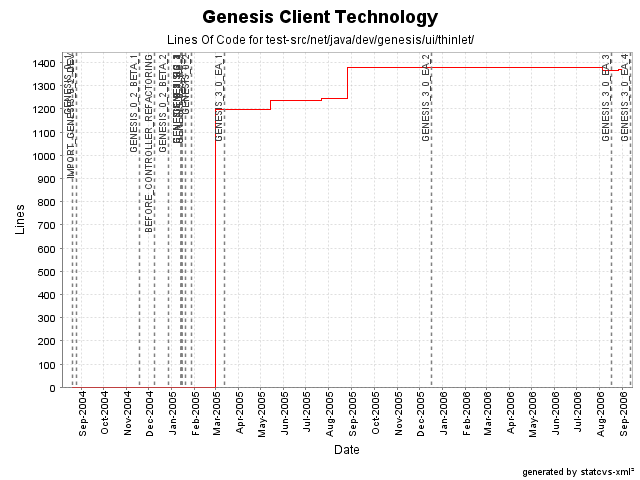 Genesis Client Technology
Lines Of Code for test-src/net/java/dev/genesis/ui/thinlet/
Lines
1400
1300
1200
1100
1000
900
800
700
600
500
400
300
200
100
0
GENESIS_0_2_BETA_1
BEFORE_CONTROLLER_REFACTORING
GENESIS_0_2_BETA_2
GENESIS_3_0_EA_1
GENESIS_3_0_EA_2
GENESIS_3_0_EA_3
GENESIS_3_0_EA_4
Sep-2004
Oct-2004
Nov-2004
Dec-2004
Jan-2005
Feb-2005
Mar-2005
Apr-2005
May-2005
Jun-2005
Jul-2005
Aug-2005
Sep-2005
Oct-2005
Nov-2005
Dec-2005
Jan-2006
Feb-2006
Mar-2006
Apr-2006
May-2006
Jun-2006
Jul-2006
Aug-2006
Sep-2006
Date
generated by statcvs-xml²